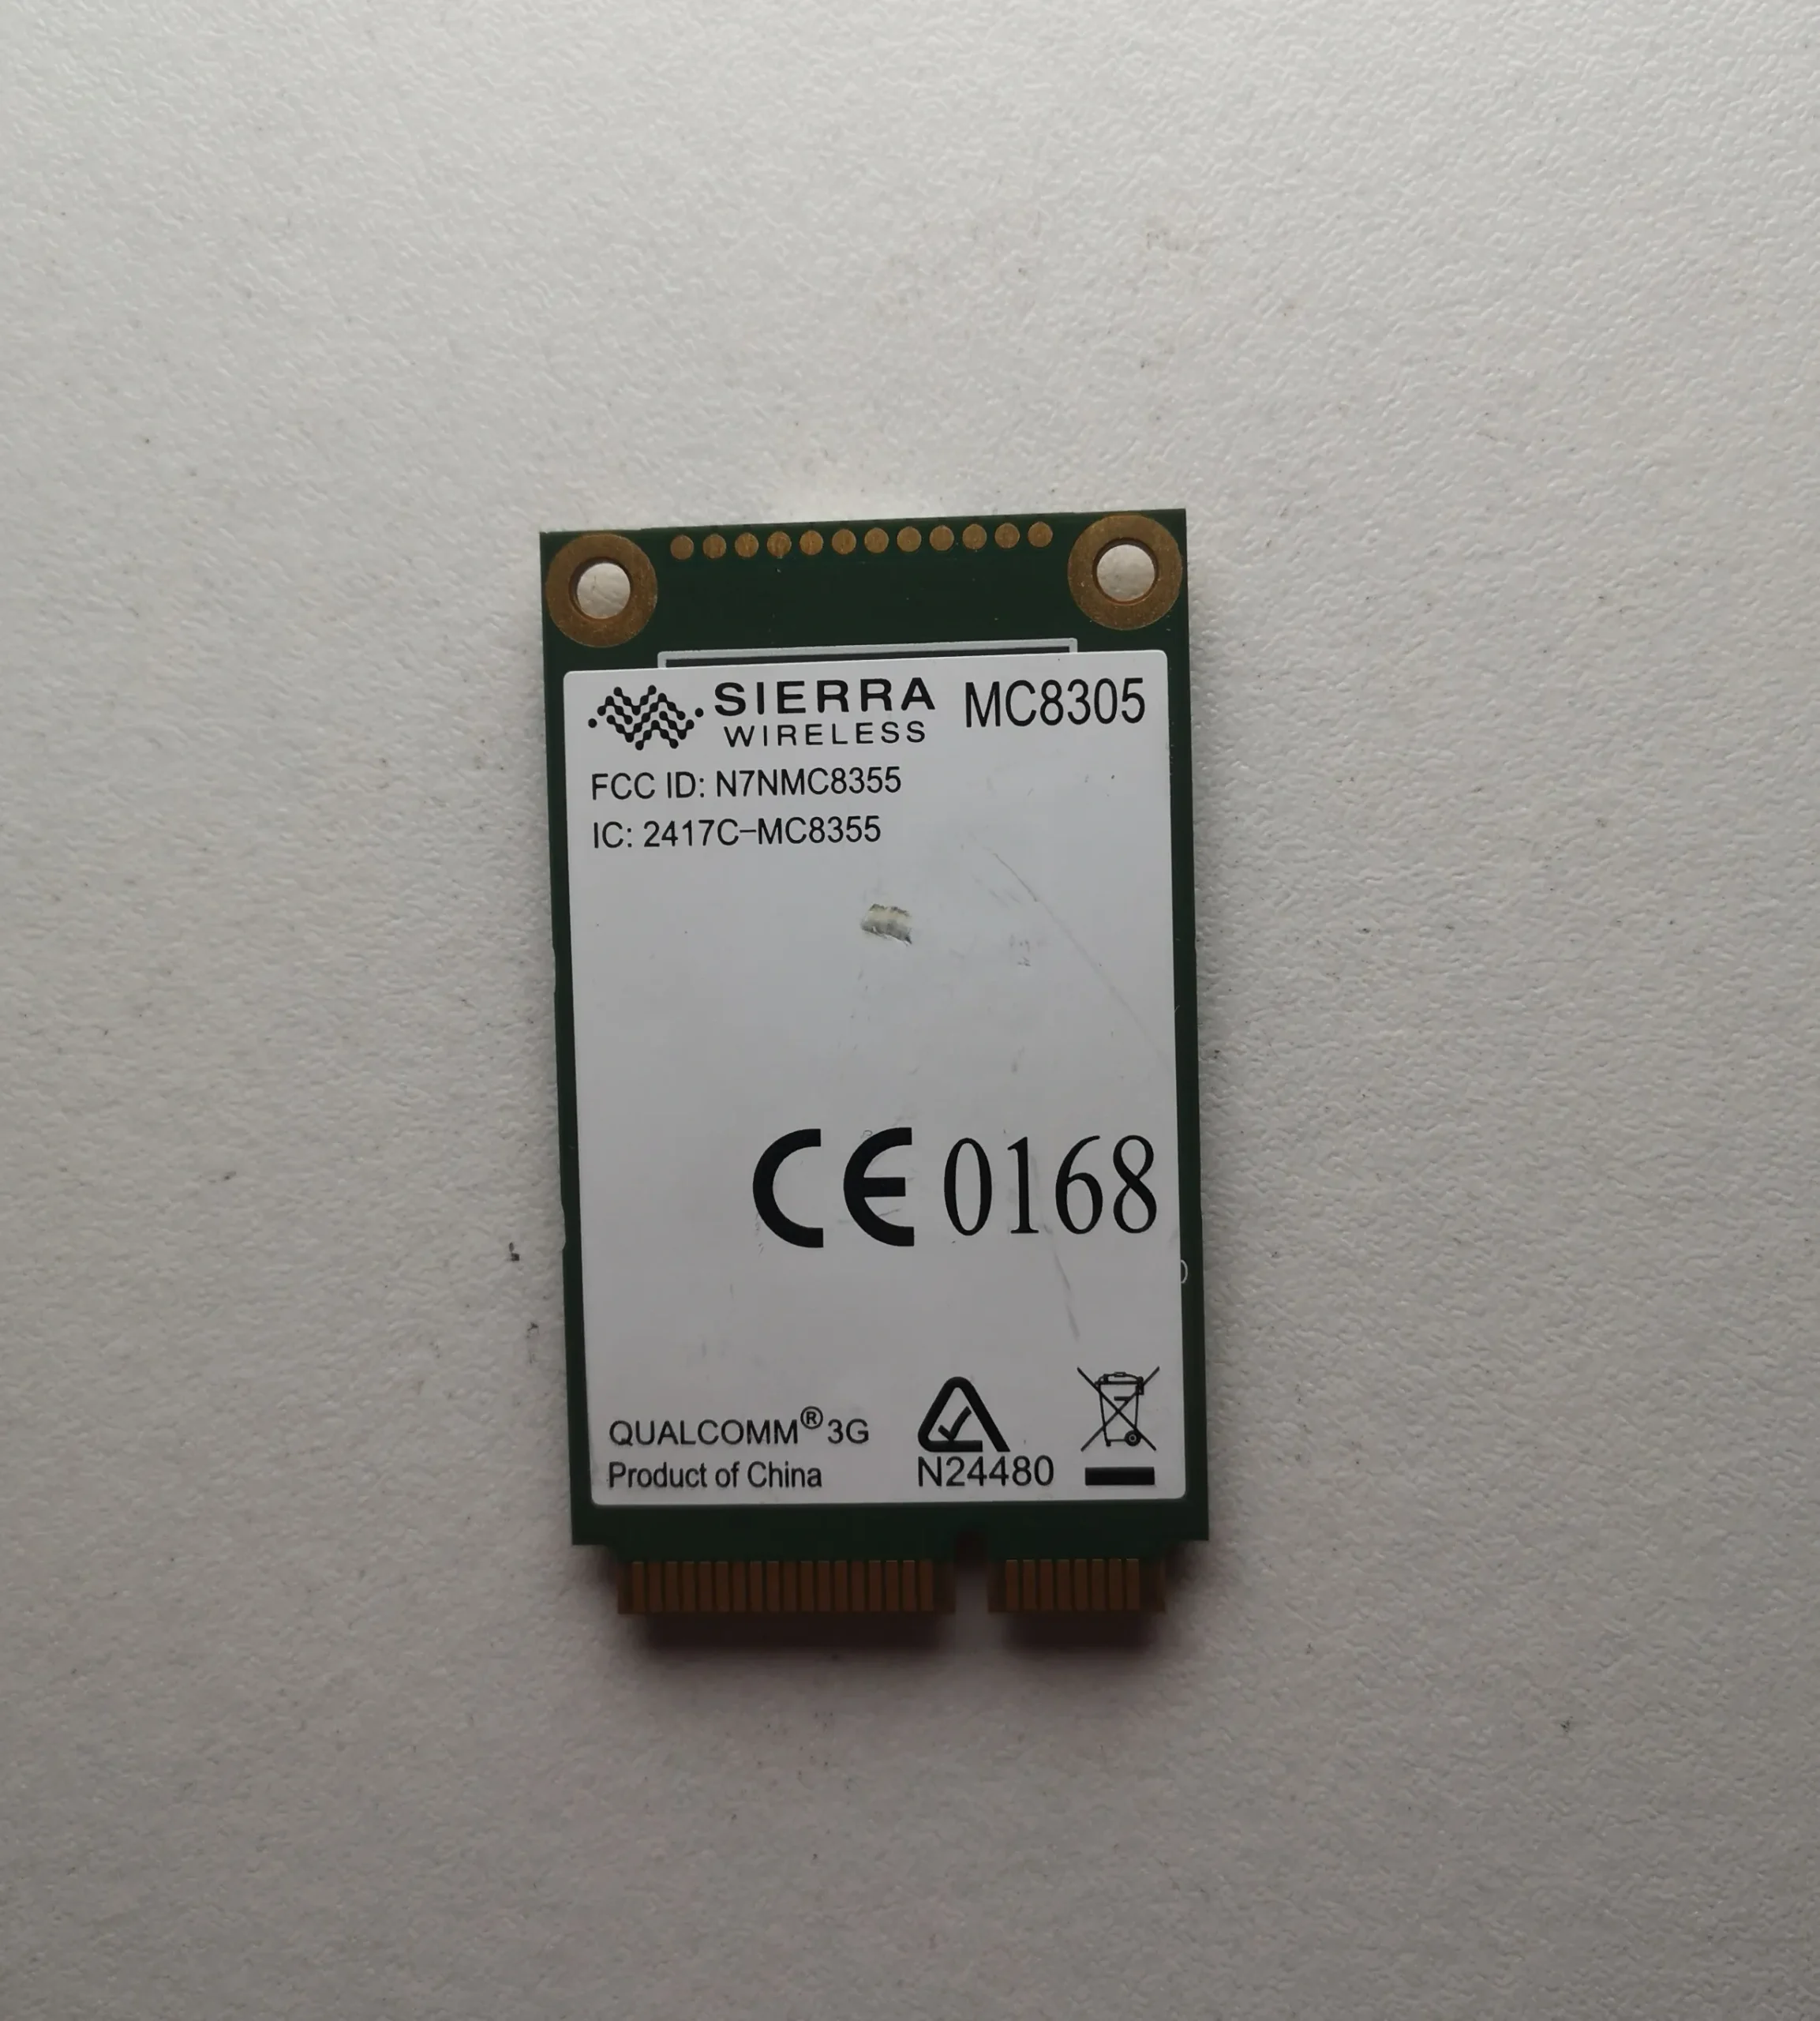 SIERRA MC8305
WIRELESS
FCC ID: N7NMC8355
IC: 2417C-MC8355
CE 0168
QUALCOMM® 3G
Product of China
N24480